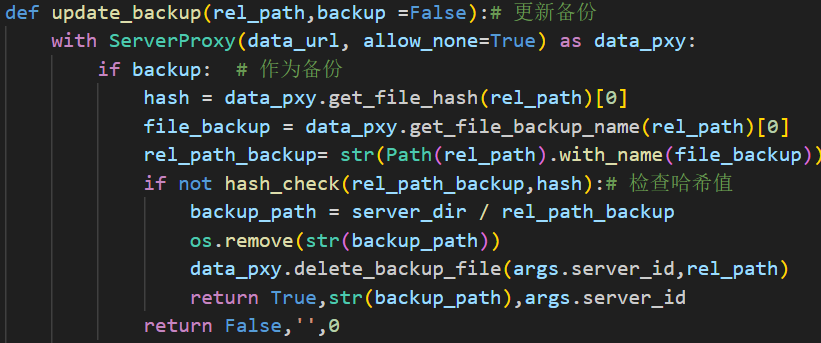 def update_backup(rel_path,backup =False):# 更新备份
    with ServerProxy(data_url, allow_none=True) as data_pxy:
        if backup:  # 作为备份
            hash = data_pxy.get_file_hash(rel_path)[0]
            file_backup = data_pxy.get_file_backup_name(rel_path)[0]
            rel_path_backup= str(Path(rel_path).with_name(file_backup))
            if not hash_check(rel_path_backup,hash):# 检查哈希值
                backup_path = server_dir / rel_path_backup
                os.remove(str(backup_path))
                data_pxy.delete_backup_file(args.server_id,rel_path)
                return True,str(backup_path),args.server_id
            return False,'',0